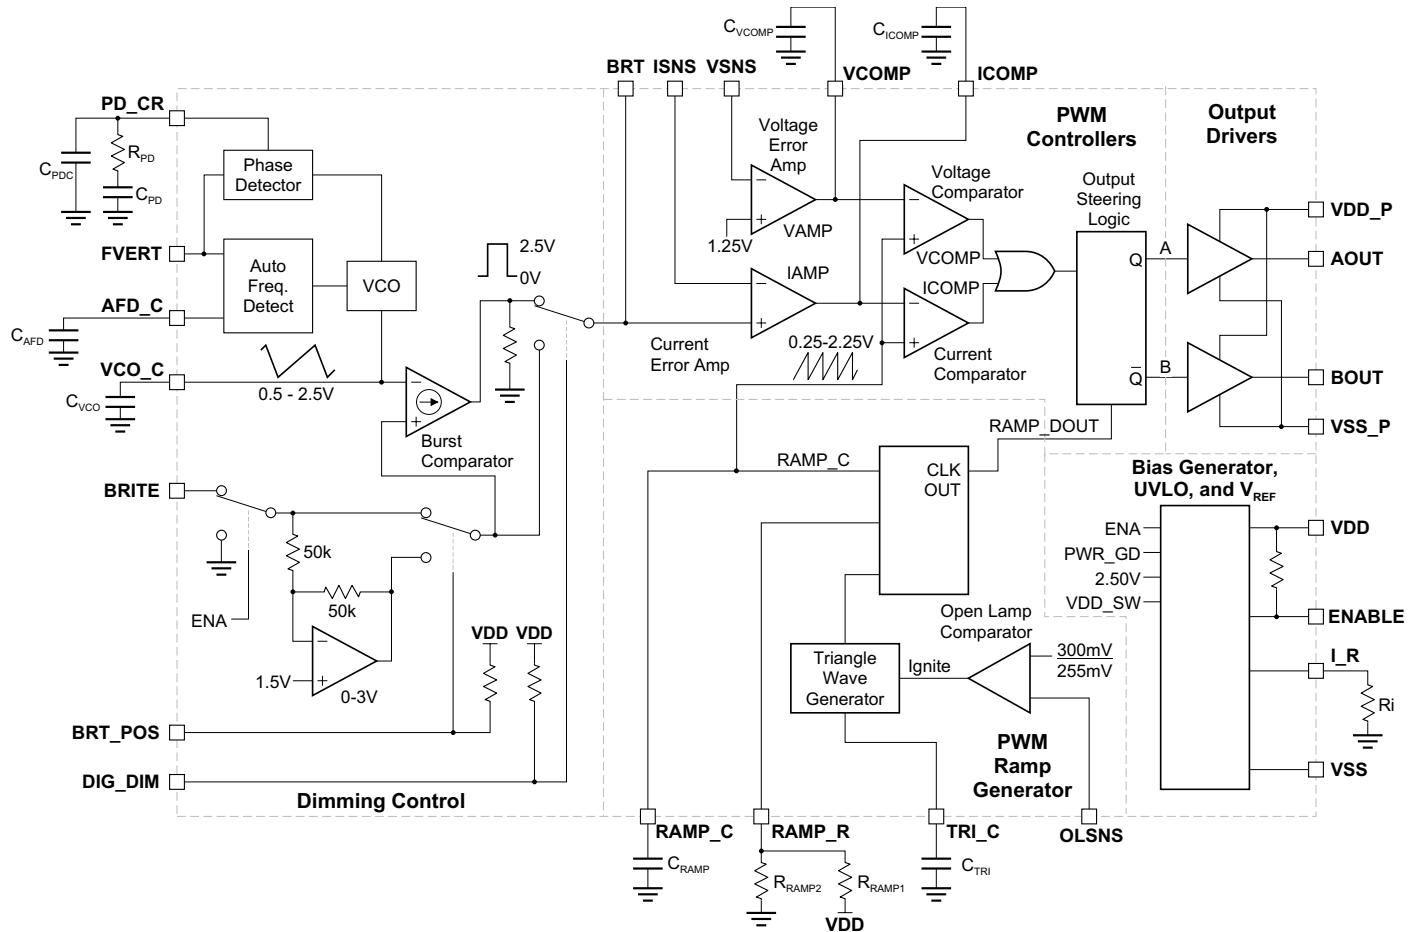 C_VCOMP
C_ICOMP
BRT ISNS VSNS
VCOMP
ICOMP
PD_CR
C_PDC
R_PD
C_PD
Phase
Detector
FVERT
Auto
Freq.
Detect
VCO
AFD_C
C_AFD
VCO_C
C_VCO
0.5 - 2.5V
2.5V
0V
Burst
Comparator
BRITE
50k
50k
ENA
1.5V
0-3V
VDD VDD
BRT_POS
DIG_DIM
Dimming Control
Voltage
Error
Amp
1.25V
VAMP
IAMP
Current
Error Amp
PWM
Controllers
Voltage
Comparator
VCOMP
ICOMP
0.25-2.25V
Current
Comparator
Output
Steering
Logic
Q
Q
A
B
Output
Drivers
VDD_P
AOUT
BOUT
VSS_P
RAMP_DOUT
RAMP_C
CLK
OUT
Open Lamp
Comparator
Triangle
Wave
Generator
Ignite
300mV
255mV
PWM
Ramp
Generator
Bias Generator,
UVLO, and V_REF
ENA
PWR_GD
2.50V
VDD_SW
VDD
ENABLE
I_R
Ri
VSS
RAMP_C
RAMP_R
TRI_C
OLSNS
C_RAMP
R_RAMP2
R_RAMP1
C_TRI
VDD